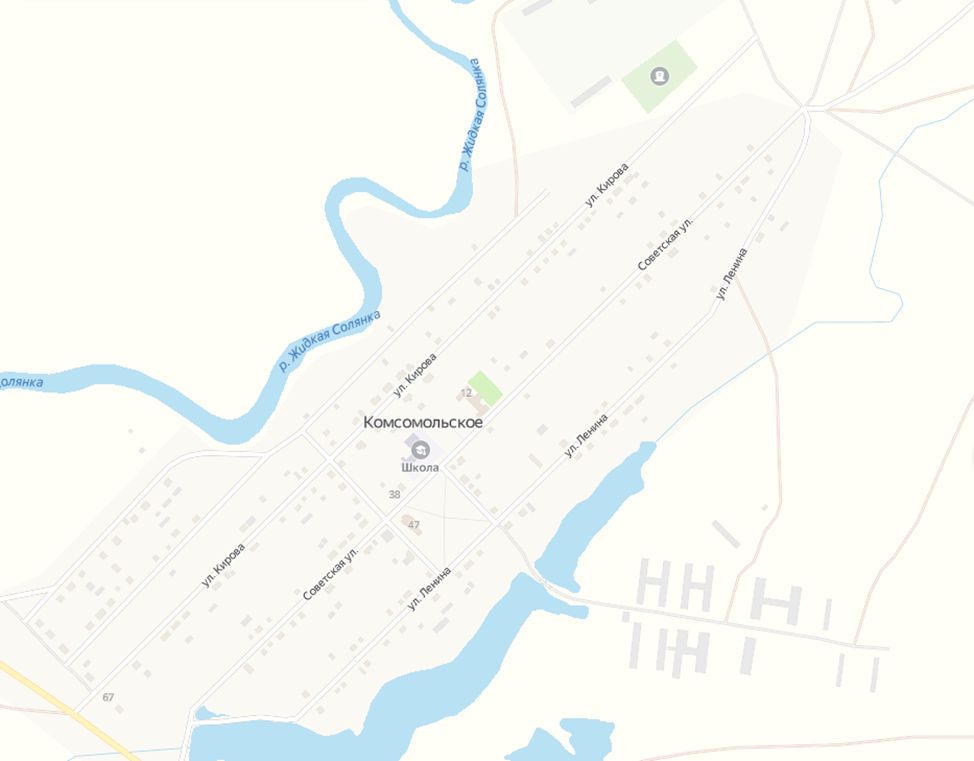 р. Жидкая Солянка
ул. Кирова
Советская ул.
ул. Ленина
р. Жидкая Солянка
олянка
ул. Кирова
12
Комсомольское
ул. Ленина
Школа
38
47
ул. Кирова
Советская ул.
ул. Ленина
67